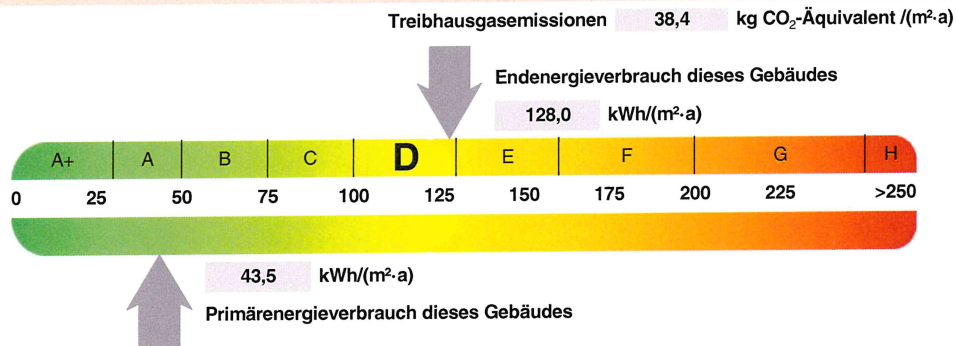 Treibhausgasemissionen 38,4 kg CO₂-Äquivalent /(m²·a)
Endenergieverbrauch dieses Gebäudes
128,0 kWh/(m²·a)
A+ A B C D E F G H
0 25 50 75 100 125 150 175 200 225 >250
43,5 kWh/(m²·a)
Primärenergieverbrauch dieses Gebäudes